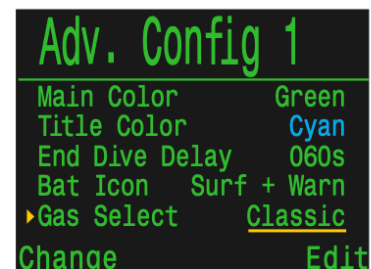 Adv. Config 1
Main Color Green
Title Color Cyan
End Dive Delay 060s
Bat Icon Surf + Warn
Gas Select Classic
Change Edit